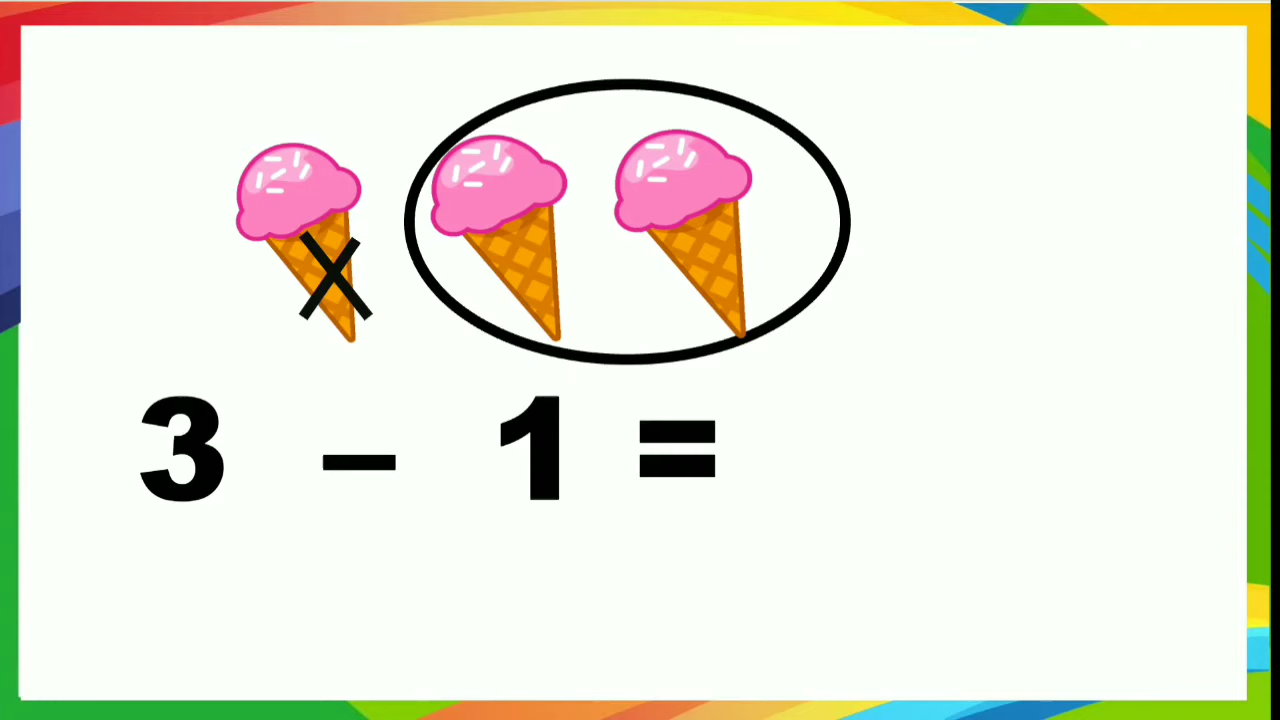 3 – 1 =